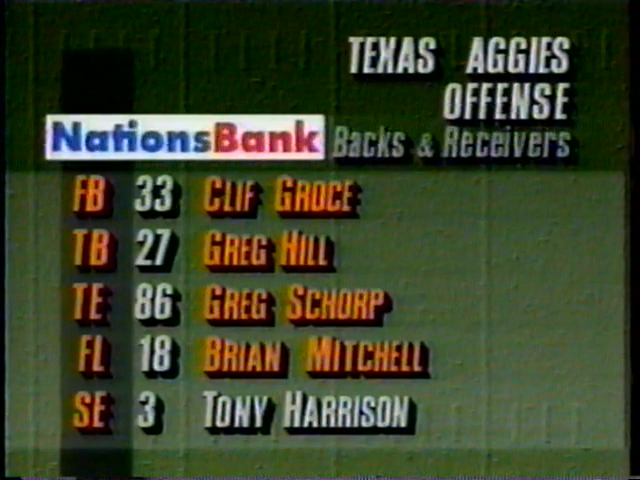 TEXAS AGGIES
OFFENSE
NationsBank Backs & Receivers
FB 33 CLIF GROCE
TB 27 GREG HILL
TE 86 GREG SCHORP
FL 18 BRIAN MITCHELL
SE 3 TONY HARRISON